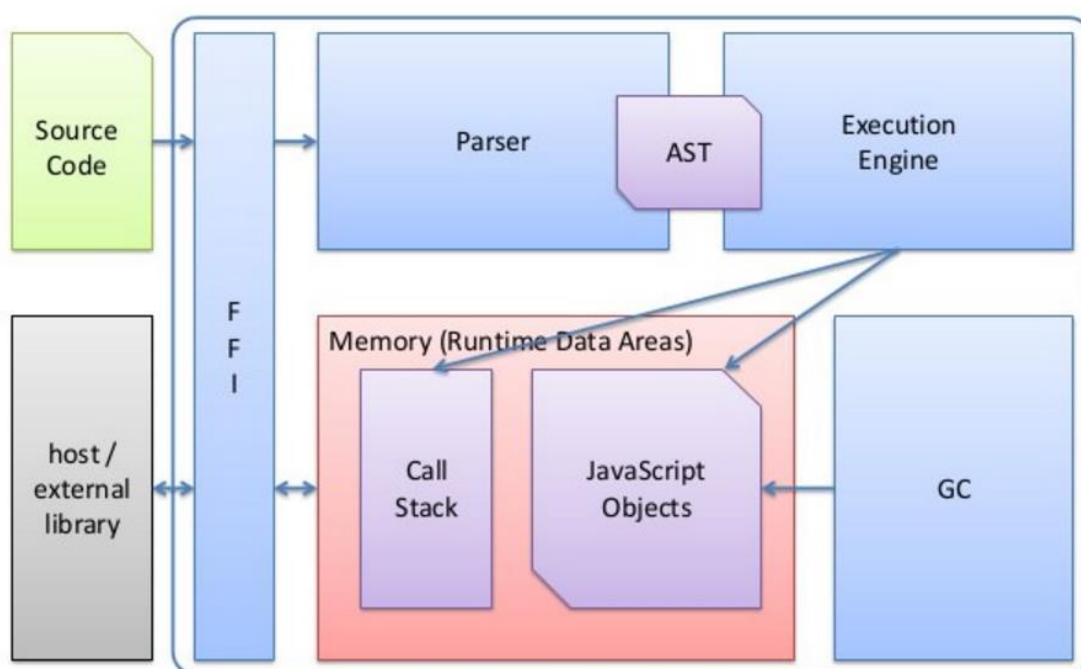 Source
Code
F
F
I
Parser
AST
Execution
Engine
host /
external
library
Memory (Runtime Data Areas)
Call
Stack
JavaScript
Objects
GC